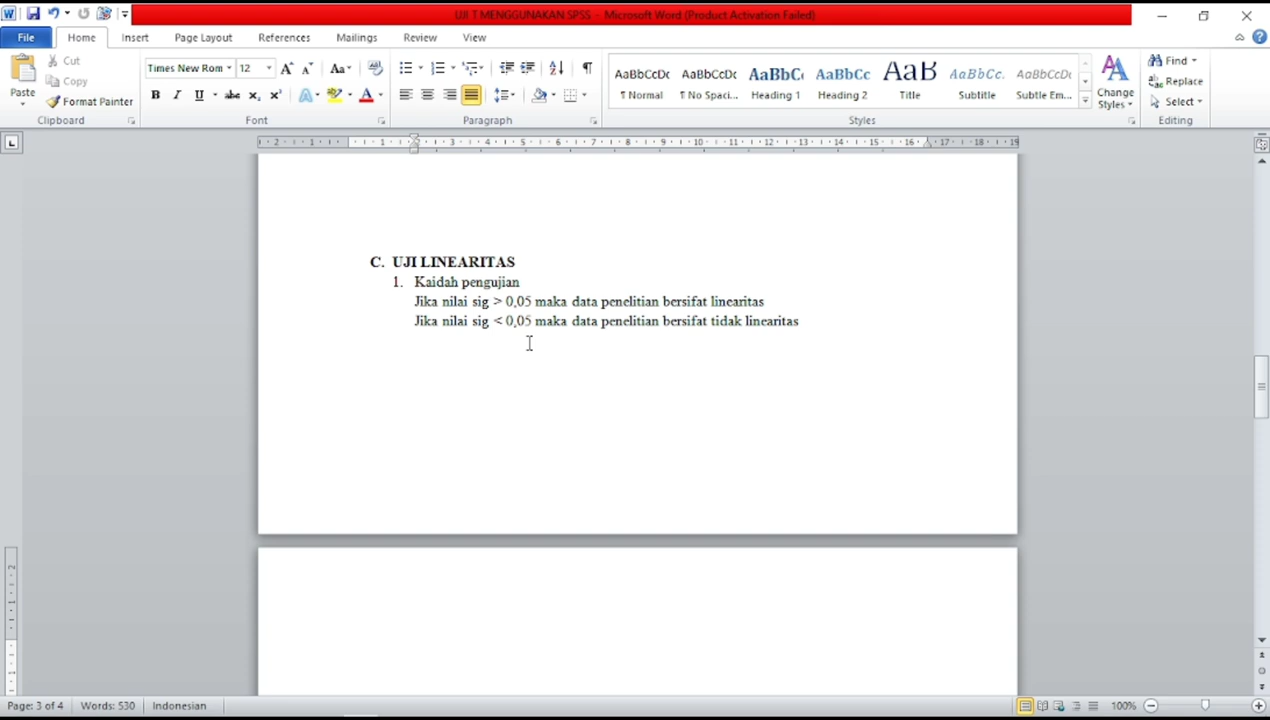 UJI T MENGGUNAKAN SPSS - Microsoft Word (Product Activation Failed)
File Home Insert Page Layout References Mailings Review View
Paste
Cut
Copy
Format Painter
Clipboard
Times New Rom 12
Font
Paragraph
AaBbCcDc AaBbCcDc AaBbC AaBbCc AaB AaBbCc. AaBbCcDc
¶ Normal ¶ No Spaci... Heading 1 Heading 2 Title Subtitle Subtle Em...
Change Styles
Styles
Find
Replace
Select
Editing
C. UJI LINEARITAS
1. Kaidah pengujian
Jika nilai sig > 0,05 maka data penelitian bersifat linearitas
Jika nilai sig < 0,05 maka data penelitian bersifat tidak linearitas
Page: 3 of 4 Words: 530 Indonesian 100%